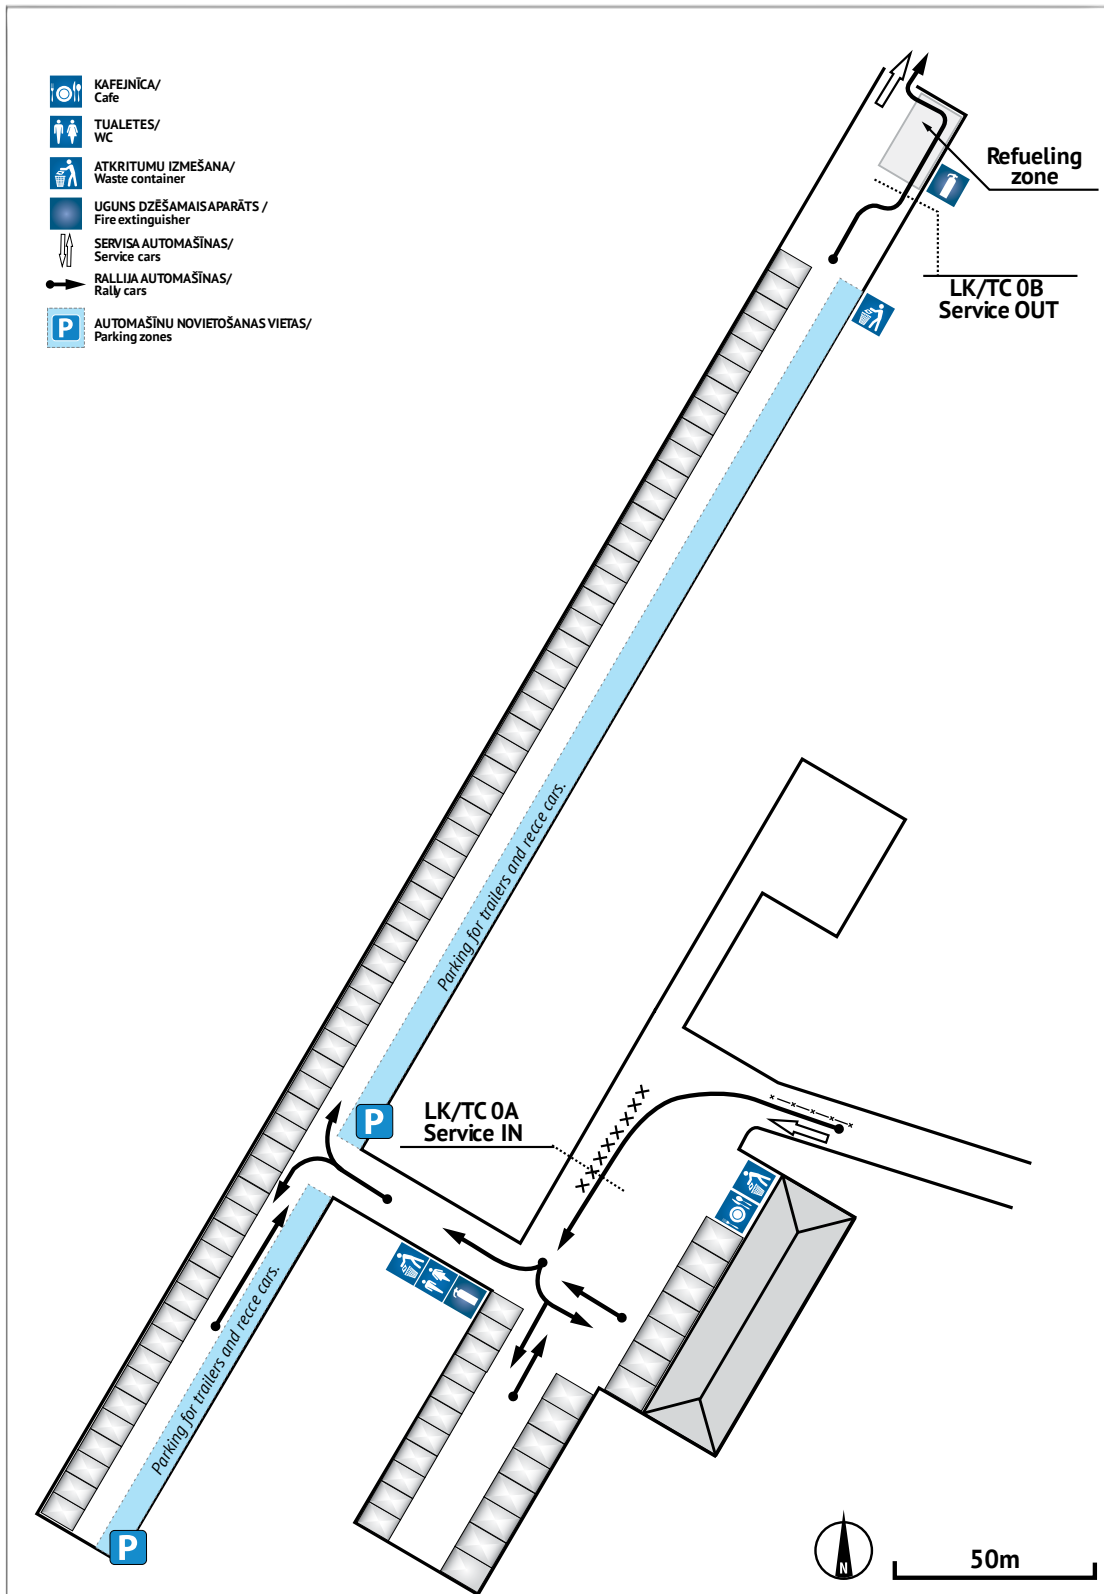 KAFEJNĪCA/
Cafe
TUALETES/
WC
ATKRITUMU IZMEŠANA/
Waste container
UGUNS DZĒŠAMAIS APARĀTS /
Fire extinguisher
SERVISA AUTOMAŠĪNAS/
Service cars
RALLIJA AUTOMAŠĪNAS/
Rally cars
P
AUTOMAŠĪNU NOVIETOŠANAS VIETAS/
Parking zones
Refueling
zone
LK/TC 0B
Service OUT
Parking for trailers and recce cars.
P
LK/TC 0A
Service IN
Parking for trailers and recce cars.
P
N
50m